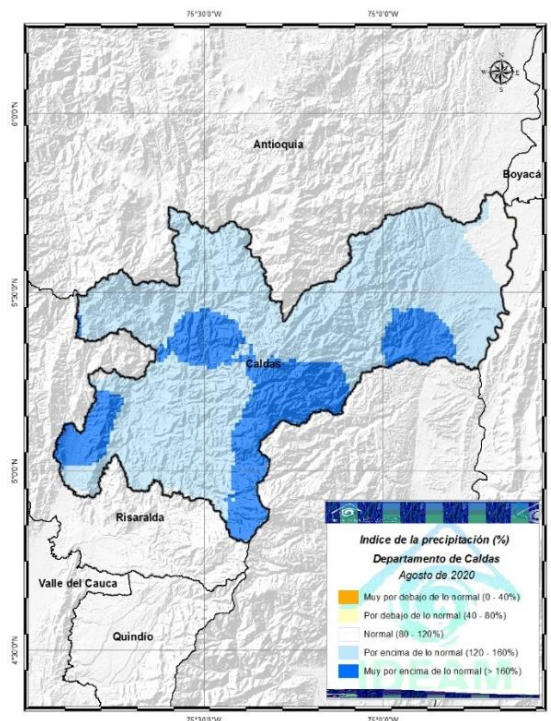 75°30'0"W
75°0'0"W
6°0'0"N
Antioquia
Boyacá
5°30'0"N
Caldas
5°0'0"N
Risaralda
Valle del Cauca
Quindío
4°30'0"N
Indice de la precipitación (%)
Departamento de Caldas
Agosto de 2020
Muy por debajo de lo normal (0 - 40%)
Por debajo de lo normal (40 - 80%)
Normal (80 - 120%)
Por encima de lo normal (120 - 160%)
Muy por encima de lo normal (> 160%)
IDEAM
75°30'0"W
75°0'0"W